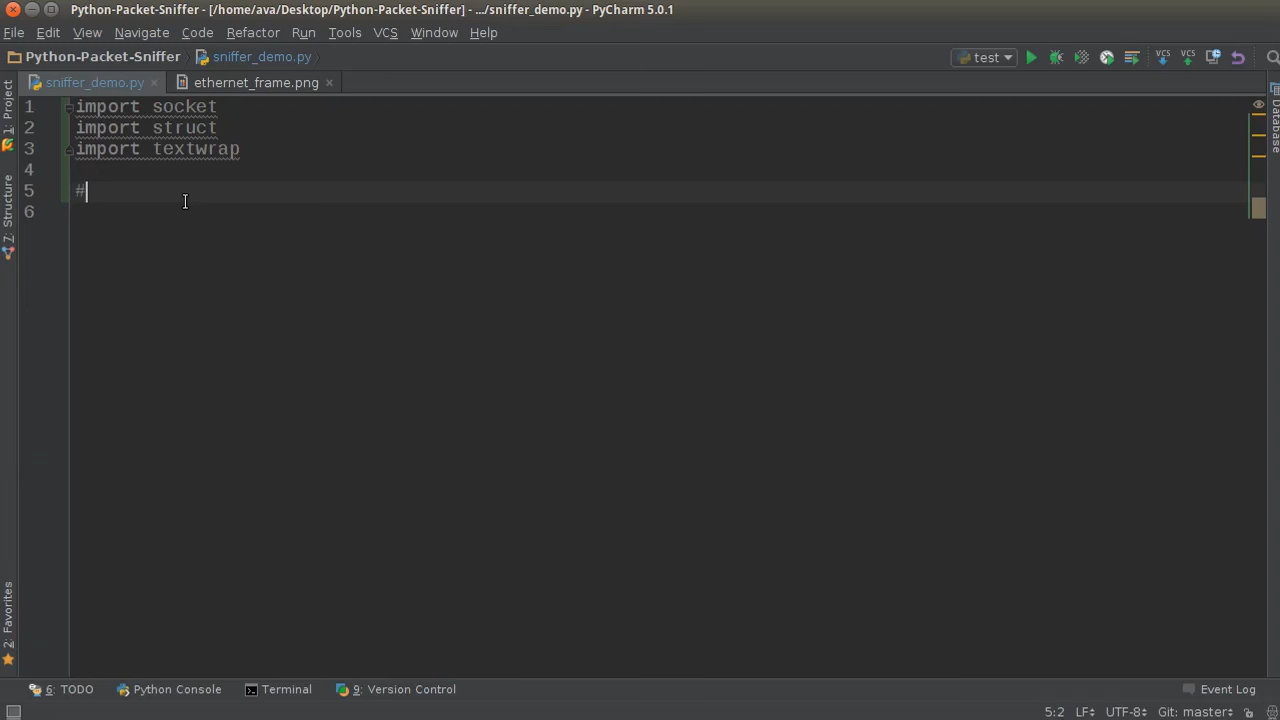 Python-Packet-Sniffer - [/home/ava/Desktop/Python-Packet-Sniffer] - .../sniffer_demo.py - PyCharm 5.0.1
File Edit View Navigate Code Refactor Run Tools VCS Window Help
Python-Packet-Sniffer sniffer_demo.py test VCS VCS
sniffer_demo.py ethernet_frame.png
1: Project
7: Structure
2: Favorites
Database
1 import socket
2 import struct
3 import textwrap
4
5 #
6
6: TODO Python Console Terminal 9: Version Control Event Log
5:2 LF UTF-8 Git: master